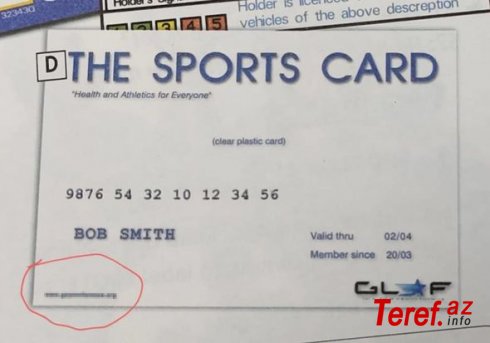 323430
Holder is licenced
vehicles of the above descreption
1 2 3 4 5
D
THE SPORTS CARD
"Health and Athletics for Everyone"
(clear plastic card)
9876 54 32 10 12 34 56
BOB SMITH
Valid thru 02/04
Member since 20/03
Teref.az
info